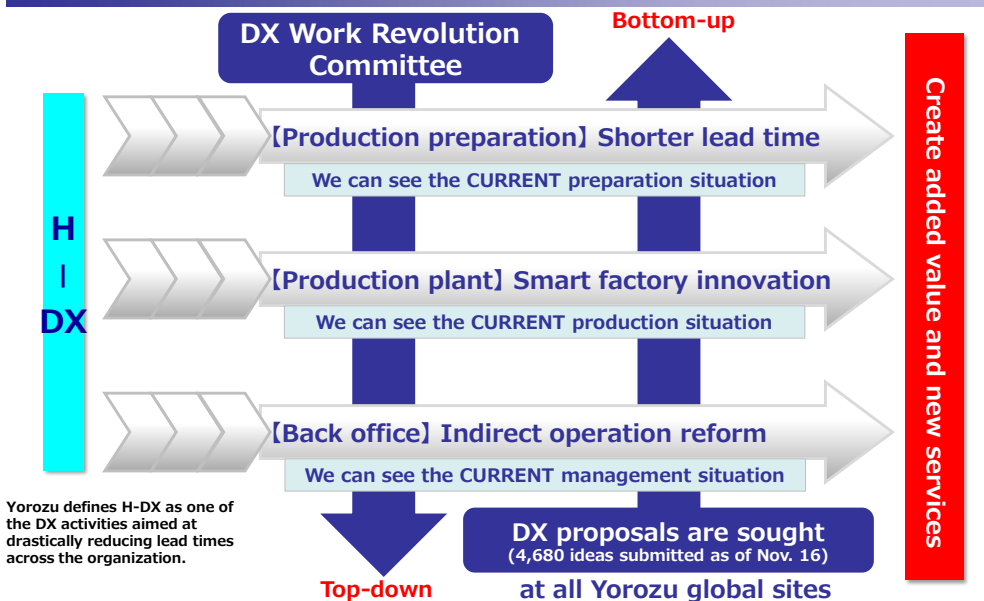 DX Work Revolution
Committee
Bottom-up
【Production preparation】 Shorter lead time
We can see the CURRENT preparation situation
H
|
DX
【Production plant】 Smart factory innovation
We can see the CURRENT production situation
【Back office】 Indirect operation reform
We can see the CURRENT management situation
Create added value and new services
Yorozu defines H-DX as one of
the DX activities aimed at
drastically reducing lead times
across the organization.
DX proposals are sought
(4,680 ideas submitted as of Nov. 16)
Top-down
at all Yorozu global sites